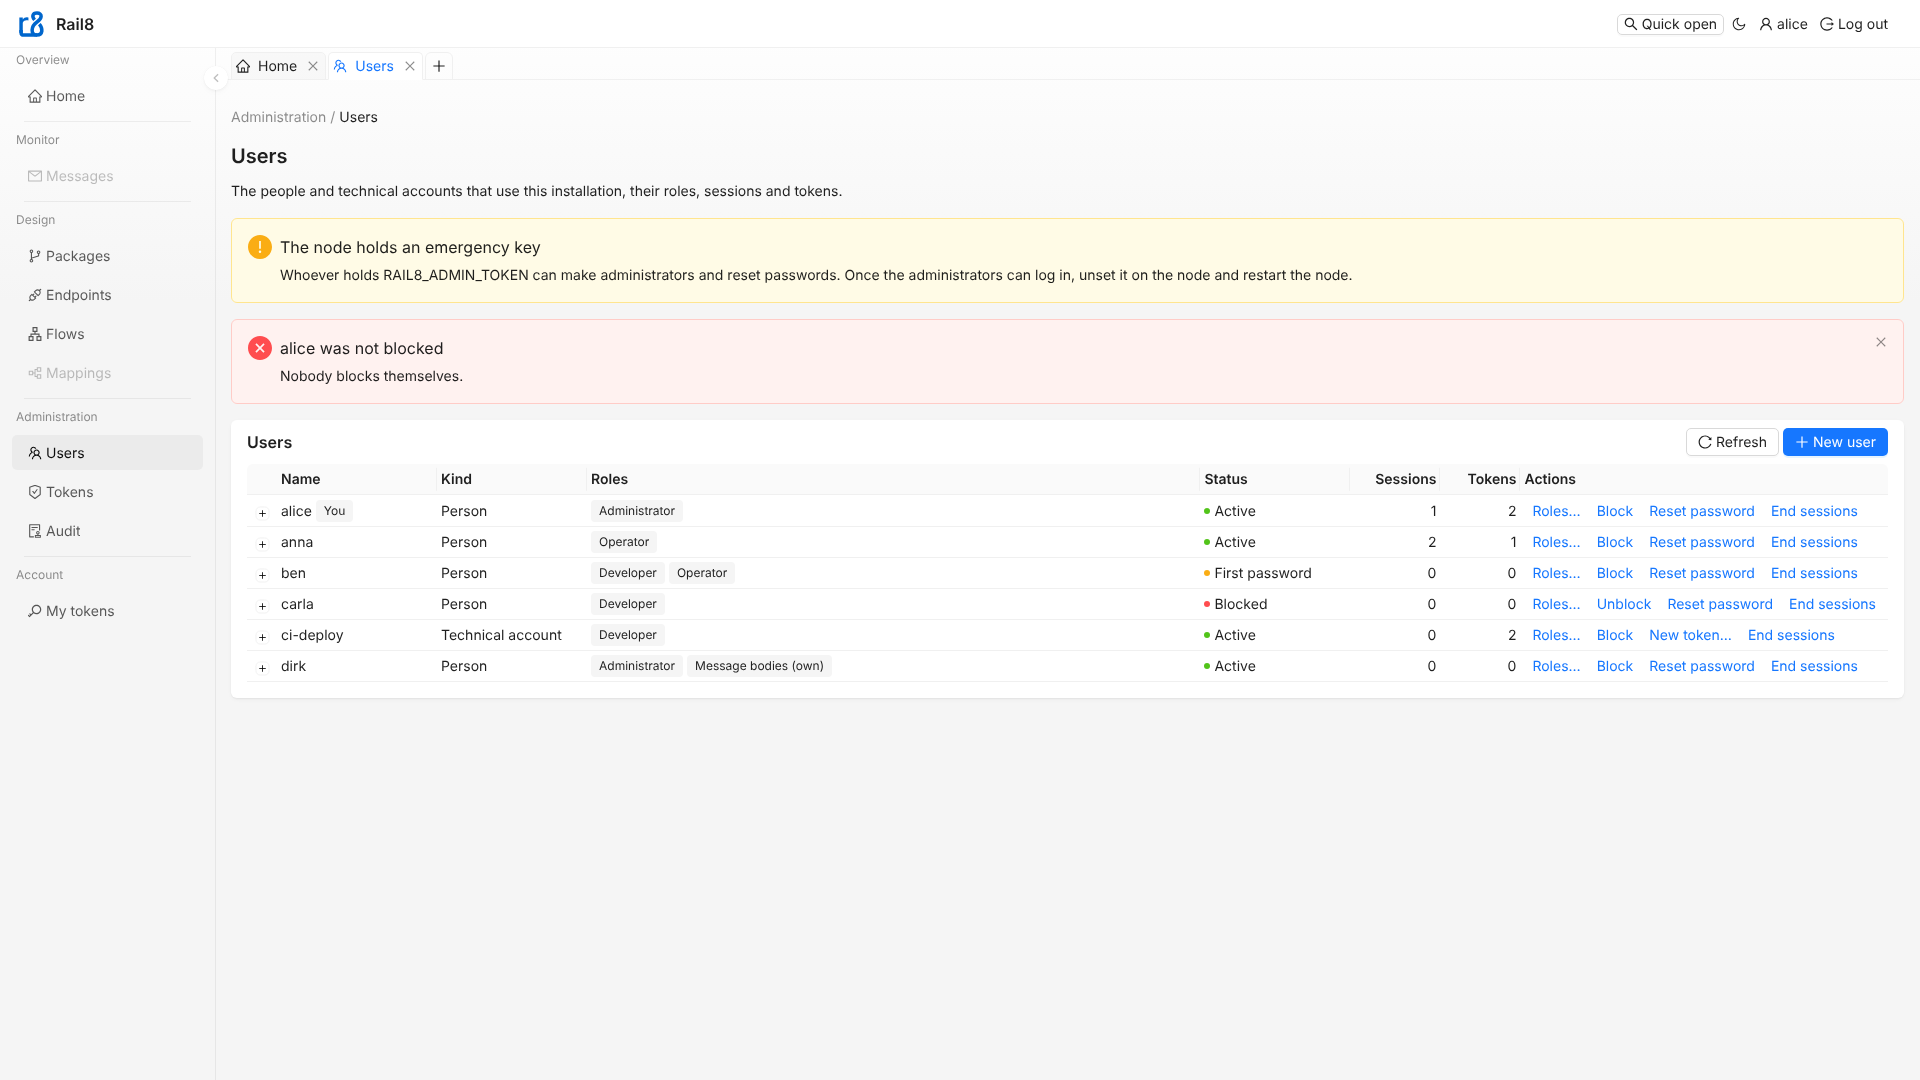 r8 Rail8
Quick open alice Log out
Overview
Home
Monitor
Messages
Design
Packages
Endpoints
Flows
Mappings
Administration
Users
Tokens
Audit
Account
My tokens
Home Users
Administration / Users
Users
The people and technical accounts that use this installation, their roles, sessions and tokens.
The node holds an emergency key
Whoever holds RAIL8_ADMIN_TOKEN can make administrators and reset passwords. Once the administrators can log in, unset it on the node and restart the node.
alice was not blocked
Nobody blocks themselves.
Users Refresh + New user
Name Kind Roles Status Sessions Tokens Actions
+ alice You Person Administrator Active 1 2 Roles... Block Reset password End sessions
+ anna Person Operator Active 2 1 Roles... Block Reset password End sessions
+ ben Person Developer Operator First password 0 0 Roles... Block Reset password End sessions
+ carla Person Developer Blocked 0 0 Roles... Unblock Reset password End sessions
+ ci-deploy Technical account Developer Active 0 2 Roles... Block New token... End sessions
+ dirk Person Administrator Message bodies (own) Active 0 0 Roles... Block Reset password End sessions